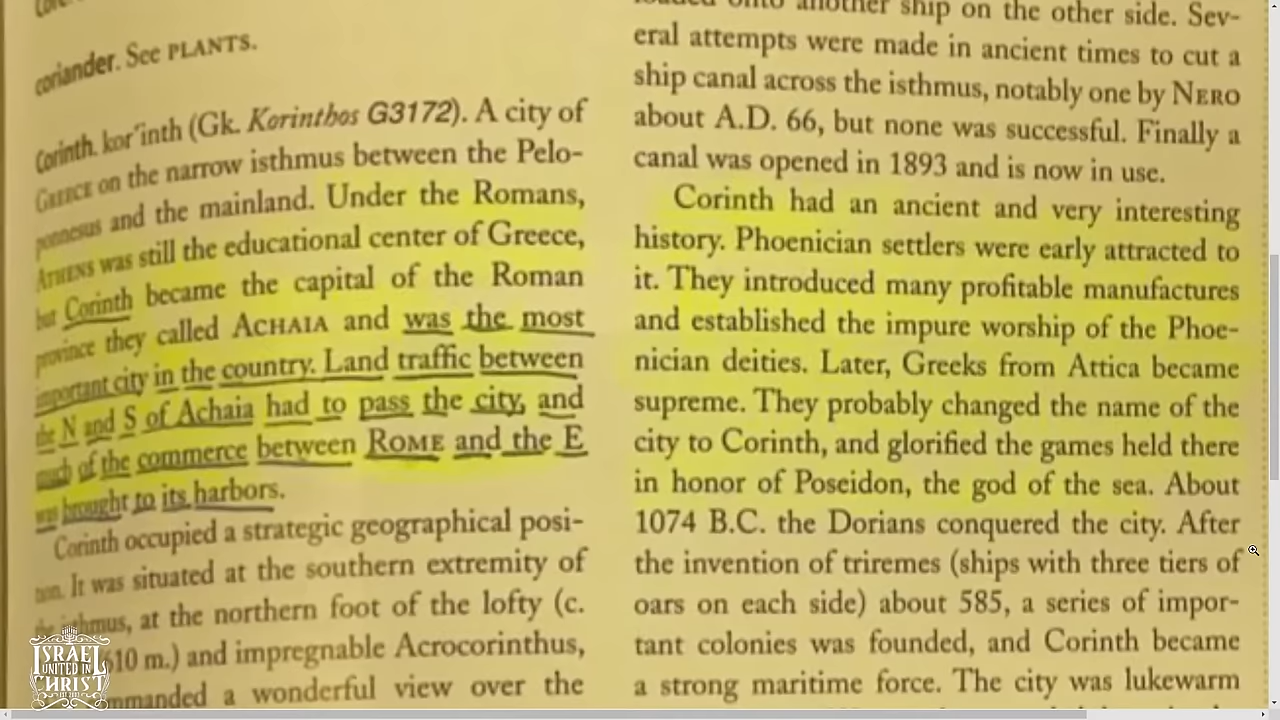 coriander. See PLANTS.
Corinth. kor´inth (Gk. Korinthos G3172). A city of
GREECE on the narrow isthmus between the Pelo-
ponnesus and the mainland. Under the Romans,
ATHENS was still the educational center of Greece,
but Corinth became the capital of the Roman
province they called ACHAIA and was the most
important city in the country. Land traffic between
the N and S of Achaia had to pass the city, and
much of the commerce between ROME and the E
was brought to its harbors.
Corinth occupied a strategic geographical posi-
tion. It was situated at the southern extremity of
the isthmus, at the northern foot of the lofty (c.
610 m.) and impregnable Acrocorinthus,
a wonderful view over the
loaded onto another ship on the other side. Sev-
eral attempts were made in ancient times to cut a
ship canal across the isthmus, notably one by NERO
about A.D. 66, but none was successful. Finally a
canal was opened in 1893 and is now in use.
Corinth had an ancient and very interesting
history. Phoenician settlers were early attracted to
it. They introduced many profitable manufactures
and established the impure worship of the Phoe-
nician deities. Later, Greeks from Attica became
supreme. They probably changed the name of the
city to Corinth, and glorified the games held there
in honor of Poseidon, the god of the sea. About
1074 B.C. the Dorians conquered the city. After
the invention of triremes (ships with three tiers of
oars on each side) about 585, a series of impor-
tant colonies was founded, and Corinth became
a strong maritime force. The city was lukewarm
ISRAEL
UNITED IN
CHRIST